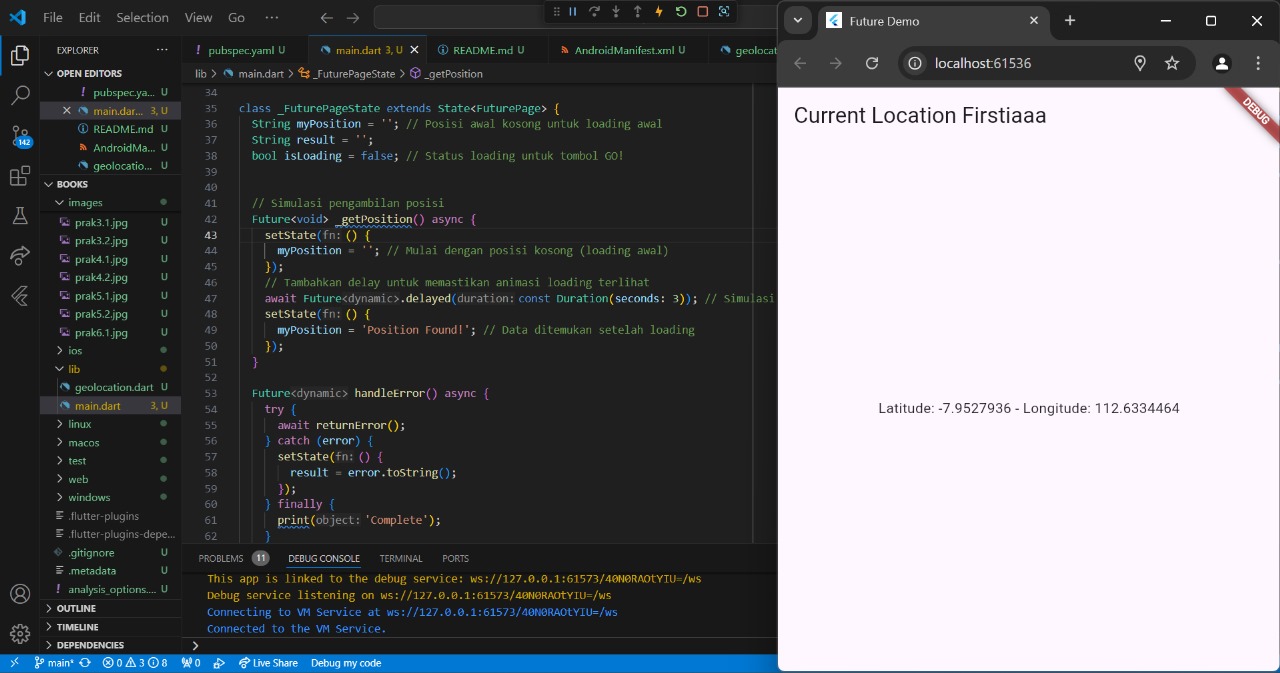 File Edit Selection View Go ···
EXPLORER ···
OPEN EDITORS
! pubspec.ya... U
main.dar... 3, U
README.md U
AndroidMa... U
geolocatio... U
BOOKS
images
prak3.1.jpg U
prak3.2.jpg U
prak4.1.jpg U
prak4.2.jpg U
prak5.1.jpg U
prak5.2.jpg U
prak6.1.jpg U
ios
lib
geolocation.dart U
main.dart 3, U
linux
macos
test
web
windows
.flutter-plugins
.flutter-plugins-depe...
.gitignore U
.metadata U
! analysis_options.... U
OUTLINE
TIMELINE
DEPENDENCIES
142
! pubspec.yaml U main.dart 3, U README.md U AndroidManifest.xml U geolocat
lib > main.dart > _FuturePageState > _getPosition
34
35 class _FuturePageState extends State<FuturePage> {
36 String myPosition = ''; // Posisi awal kosong untuk loading awal
37 String result = '';
38 bool isLoading = false; // Status loading untuk tombol GO!
39
40
41 // Simulasi pengambilan posisi
42 Future<void> _getPosition() async {
43 setState(fn: () {
44 myPosition = ''; // Mulai dengan posisi kosong (loading awal)
45 });
46 // Tambahkan delay untuk memastikan animasi loading terlihat
47 await Future<dynamic>.delayed(duration: const Duration(seconds: 3)); // Simulasi
48 setState(fn: () {
49 myPosition = 'Position Found!'; // Data ditemukan setelah loading
50 });
51 }
52
53 Future<dynamic> handleError() async {
54 try {
55 await returnError();
56 } catch (error) {
57 setState(fn: () {
58 result = error.toString();
59 });
60 } finally {
61 print(object: 'Complete');
62 }
PROBLEMS 11 DEBUG CONSOLE TERMINAL PORTS
This app is linked to the debug service: ws://127.0.0.1:61573/40N0RAOtYIU=/ws
Debug service listening on ws://127.0.0.1:61573/40N0RAOtYIU=/ws
Connecting to VM Service at ws://127.0.0.1:61573/40N0RAOtYIU=/ws
Connected to the VM Service.
main* 0 3 8 0 Live Share Debug my code
Future Demo
localhost:61536
DEBUG
Current Location Firstiaaa
Latitude: -7.9527936 - Longitude: 112.6334464